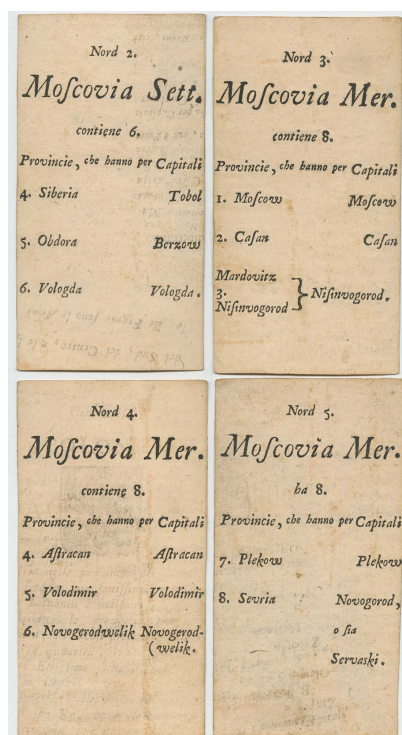 Nord 2.
Moſcovia Sett.
contiene 6.
Provincie, che hanno per Capitali
4. Siberia Tobol
5. Obdora Berzow
6. Vologda Vologda.
Nord 3.
Moſcovia Mer.
contiene 8.
Provincie, che hanno per Capitali
1. Moſcow Moſcow
2. Caſan Caſan
Mardovitz
3. } Niſinvogorod.
Niſinvogorod
Nord 4.
Moſcovia Mer.
contiene 8.
Provincie, che hanno per Capitali
4. Aſtracan Aſtracan
5. Volodimir Volodimir
6. Novogerodwelik Novogerod-
(welik.
Nord 5.
Moſcovia Mer.
ha 8.
Provincie, che hanno per Capitali
7. Plekow Plekow
8. Sevria Novogorod,
o ſia
Servaski.